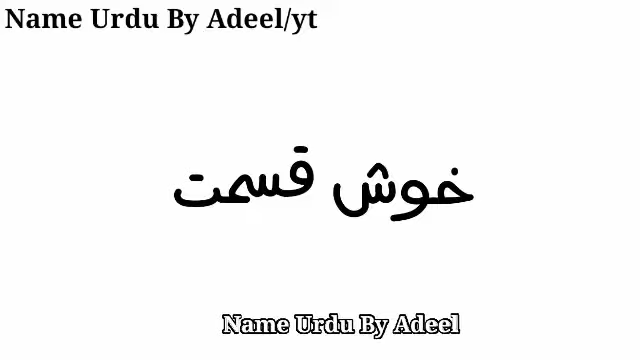 Name Urdu By Adeel/yt
خوش قسمت
Name Urdu By Adeel